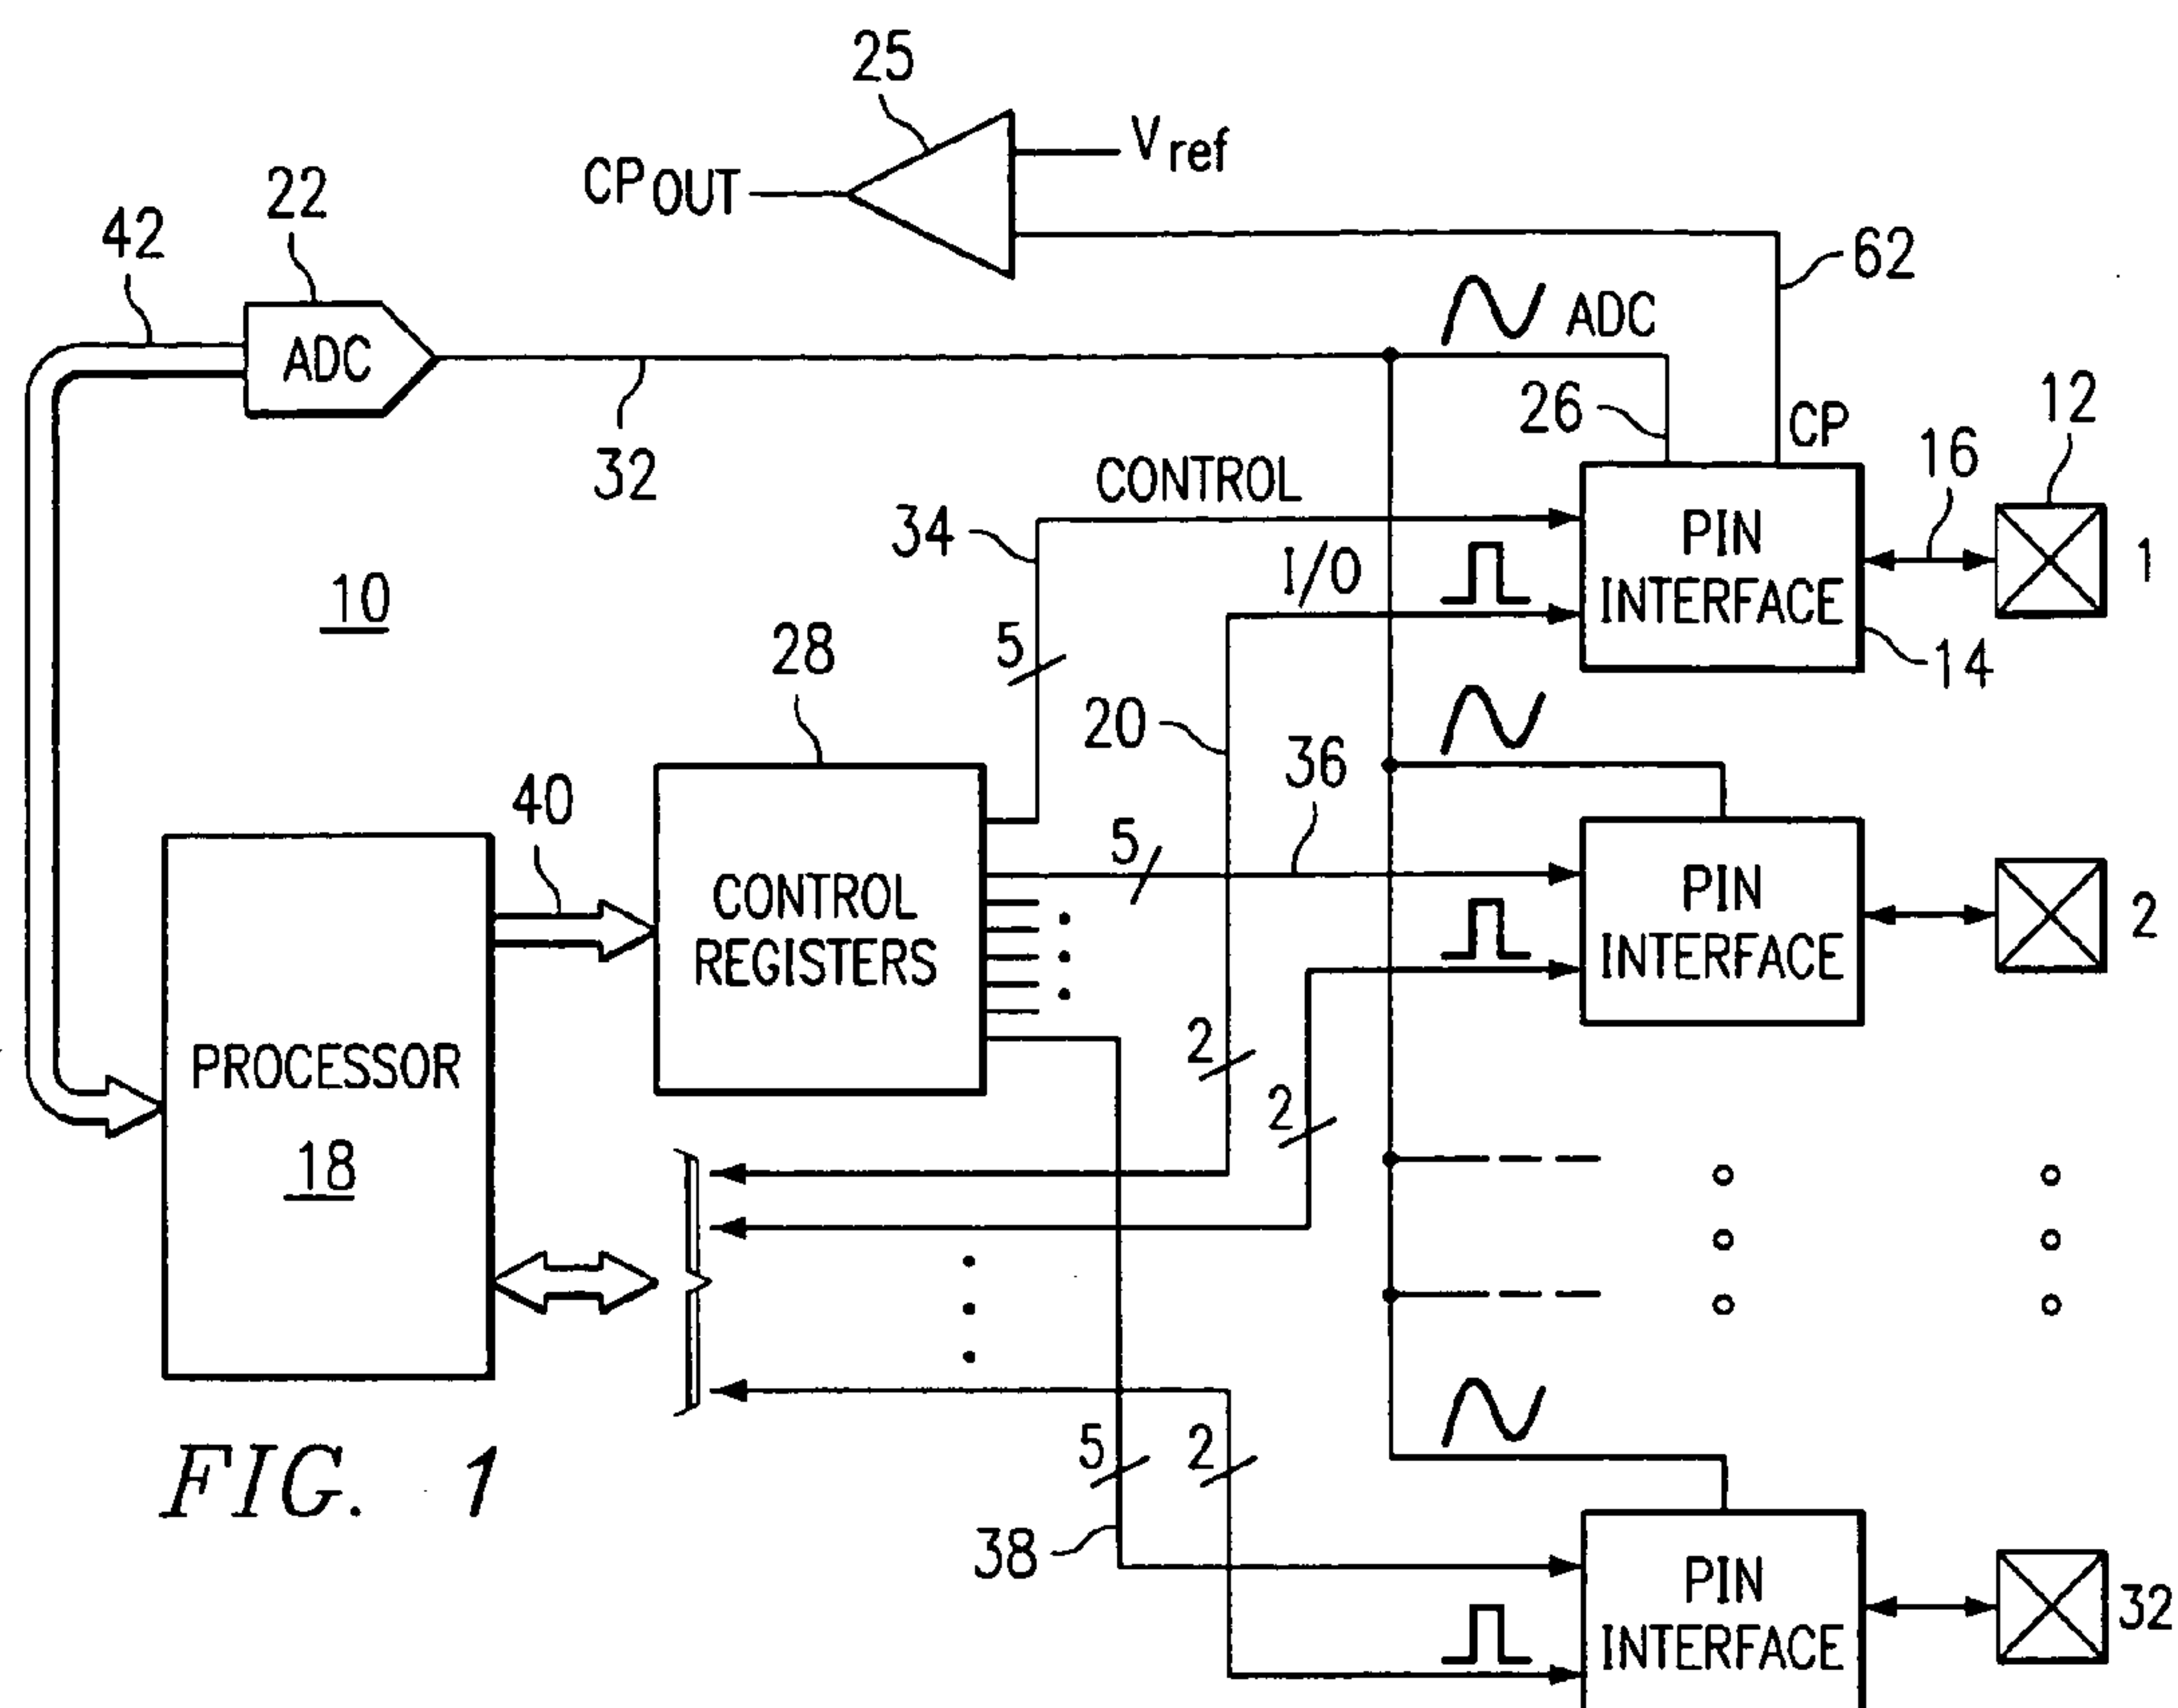 25
Vref
CPOUT
22
42
62
ADC
ADC
26
CP
12
32
16
CONTROL
34
PIN
INTERFACE
1
I/O
10
5
14
28
20
36
40
5
CONTROL
REGISTERS
PIN
INTERFACE
2
2
PROCESSOR
2
18
5
2
FIG. 1
38
PIN
INTERFACE
32